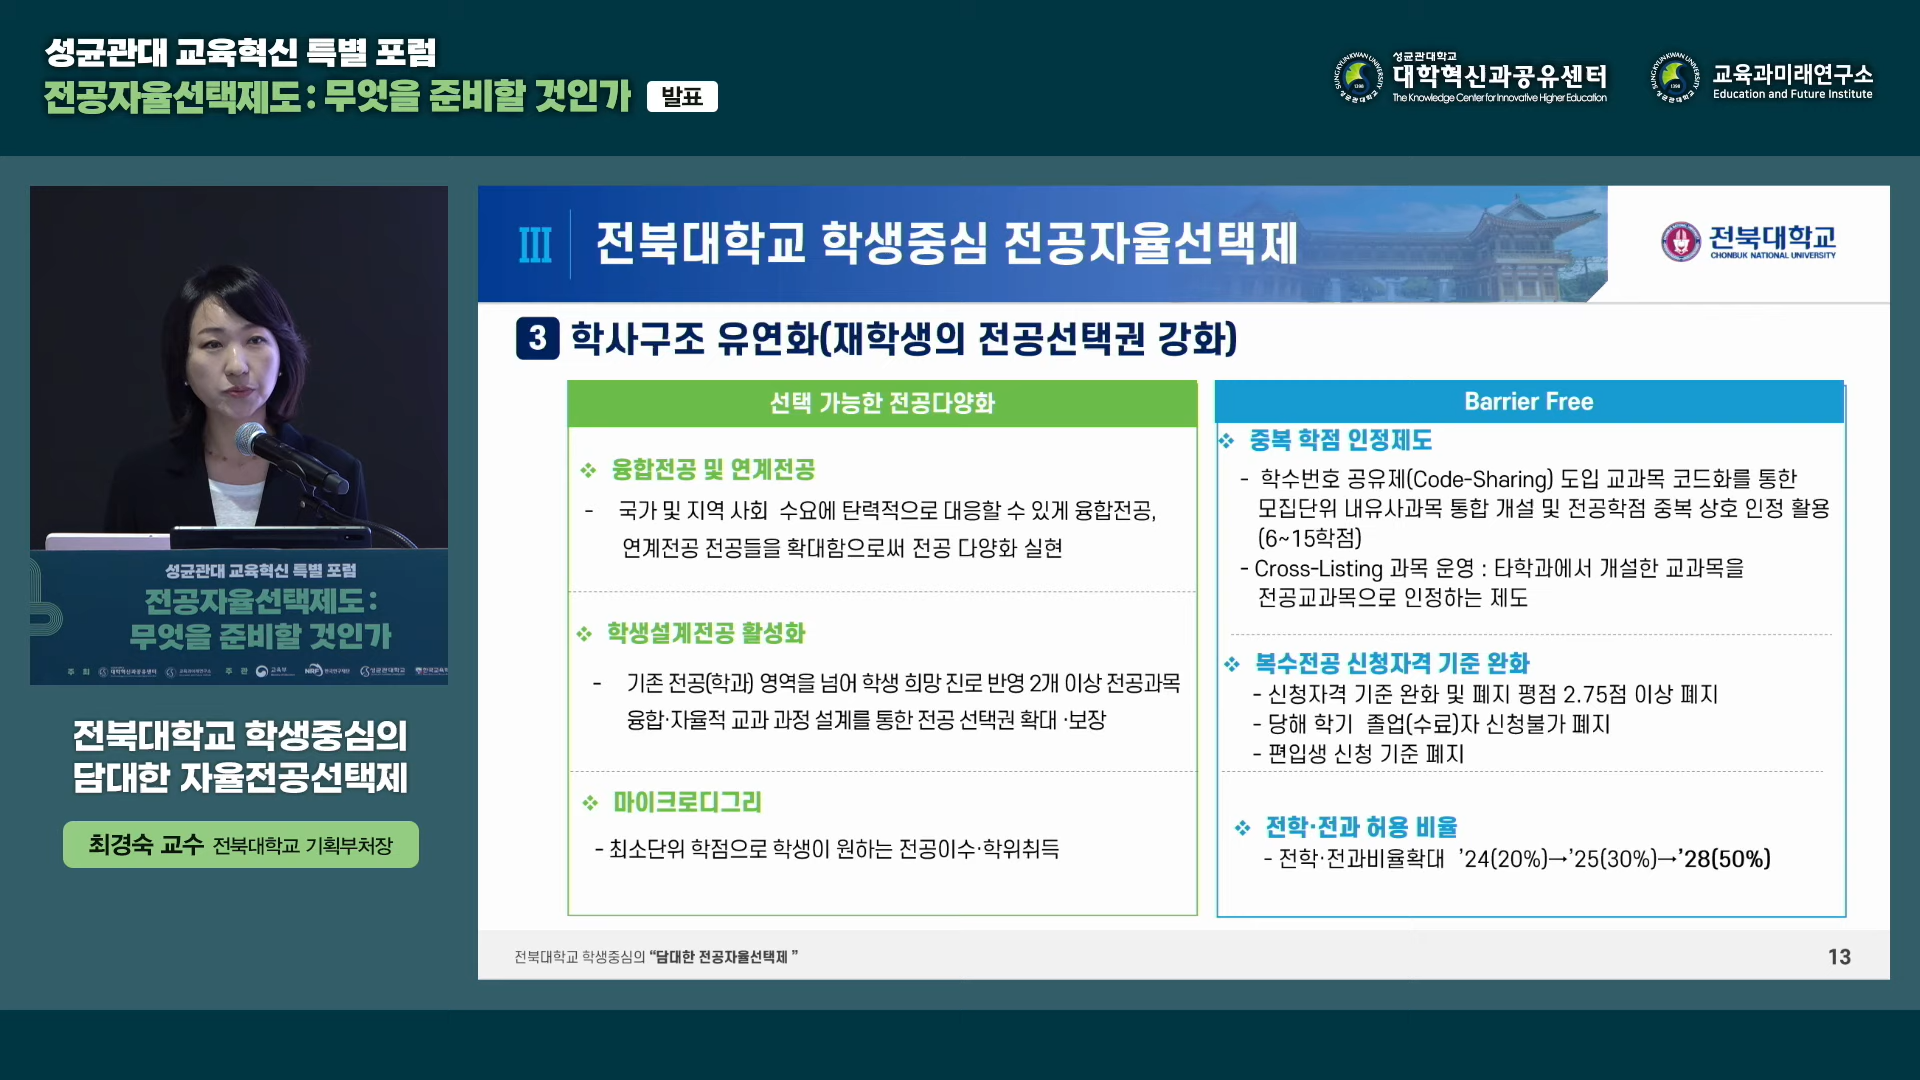 성균관대 교육혁신 특별 포럼
전공자율선택제도 : 무엇을 준비할 것인가 발표
성균관대학교
대학혁신과공유센터
The Knowledge Center for Innovative Higher Education
교육과미래연구소
Education and Future Institute
성균관대 교육혁신 특별 포럼
전공자율선택제도 :
무엇을 준비할 것인가
주 최
주 관
교육부
NRF
전북대학교 학생중심의
담대한 자율전공선택제
최경숙 교수 전북대학교 기획부처장
III 전북대학교 학생중심 전공자율선택제
전북대학교
CHONBUK NATIONAL UNIVERSITY
3 학사구조 유연화(재학생의 전공선택권 강화)
선택 가능한 전공다양화
❖ 융합전공 및 연계전공
- 국가 및 지역 사회 수요에 탄력적으로 대응할 수 있게 융합전공,
연계전공 전공들을 확대함으로써 전공 다양화 실현
❖ 학생설계전공 활성화
- 기존 전공(학과) 영역을 넘어 학생 희망 진로 반영 2개 이상 전공과목
융합·자율적 교과 과정 설계를 통한 전공 선택권 확대 ·보장
❖ 마이크로디그리
- 최소단위 학점으로 학생이 원하는 전공이수·학위취득
Barrier Free
❖ 중복 학점 인정제도
- 학수번호 공유제(Code-Sharing) 도입 교과목 코드화를 통한
모집단위 내유사과목 통합 개설 및 전공학점 중복 상호 인정 활용
(6~15학점)
- Cross-Listing 과목 운영 : 타학과에서 개설한 교과목을
전공교과목으로 인정하는 제도
❖ 복수전공 신청자격 기준 완화
- 신청자격 기준 완화 및 폐지 평점 2.75점 이상 폐지
- 당해 학기 졸업(수료)자 신청불가 폐지
- 편입생 신청 기준 폐지
❖ 전학·전과 허용 비율
- 전학·전과비율확대 ’24(20%)→’25(30%)→’28(50%)
전북대학교 학생중심의 “담대한 전공자율선택제 ”
13